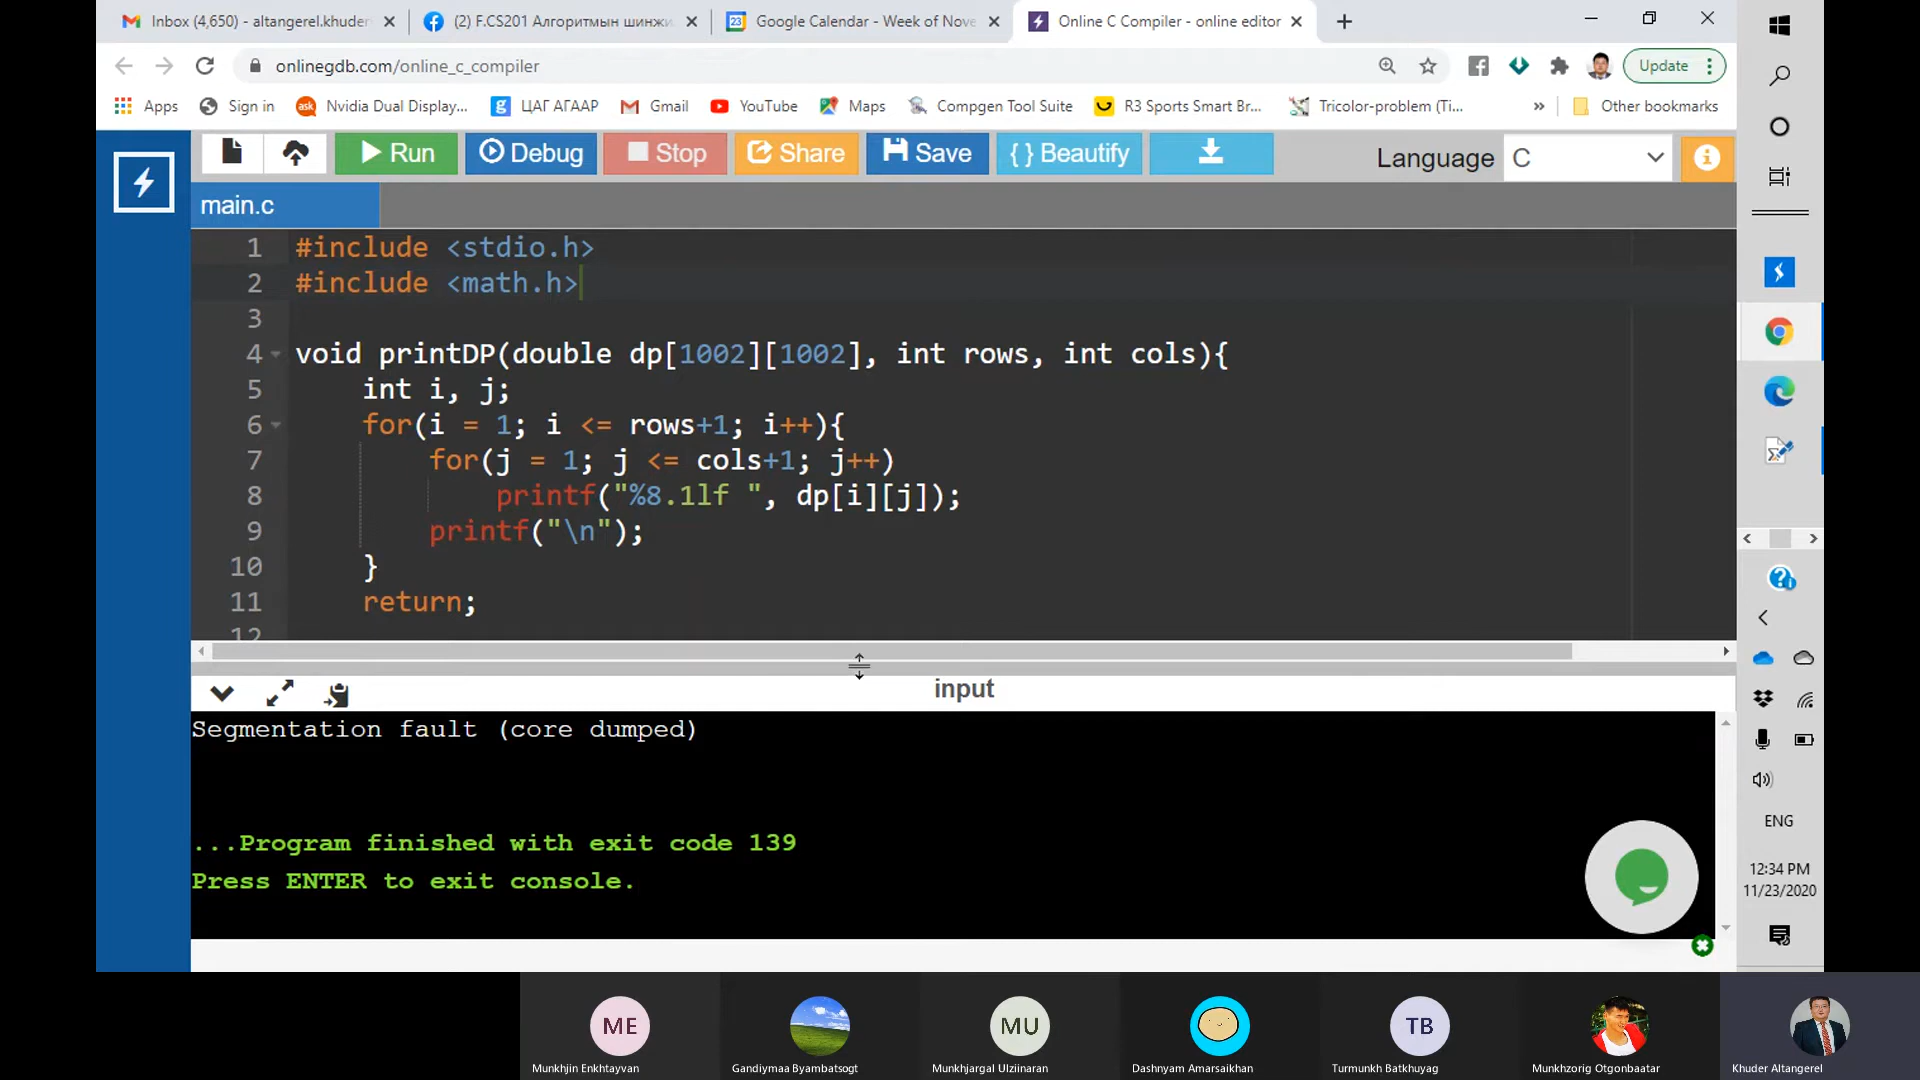 Inbox (4,650) - altangerel.khuder
(2) F.CS201 Алгоритмын шинжи
23
Google Calendar - Week of Nove
Online C Compiler - online editor
onlinegdb.com/online_c_compiler
Update
Apps
Sign in
ask
Nvidia Dual Display...
g
ЦАГ АГААР
Gmail
YouTube
Maps
Compgen Tool Suite
R3 Sports Smart Br...
Tricolor-problem (Ti...
»
Other bookmarks
Run
Debug
Stop
Share
Save
{ } Beautify
Language
C
main.c
1 #include <stdio.h>
2 #include <math.h>
3
4 void printDP(double dp[1002][1002], int rows, int cols){
5 int i, j;
6 for(i = 1; i <= rows+1; i++){
7 for(j = 1; j <= cols+1; j++)
8 printf("%8.1lf ", dp[i][j]);
9 printf("\n");
10 }
11 return;
12
input
Segmentation fault (core dumped)
...Program finished with exit code 139
Press ENTER to exit console.
ENG
12:34 PM
11/23/2020
ME
Munkhjin Enkhtayvan
Gandiymaa Byambatsogt
MU
Munkhjargal Ulziinaran
Dashnyam Amarsaikhan
TB
Turmunkh Batkhuyag
Munkhzorig Otgonbaatar
Khuder Altangerel